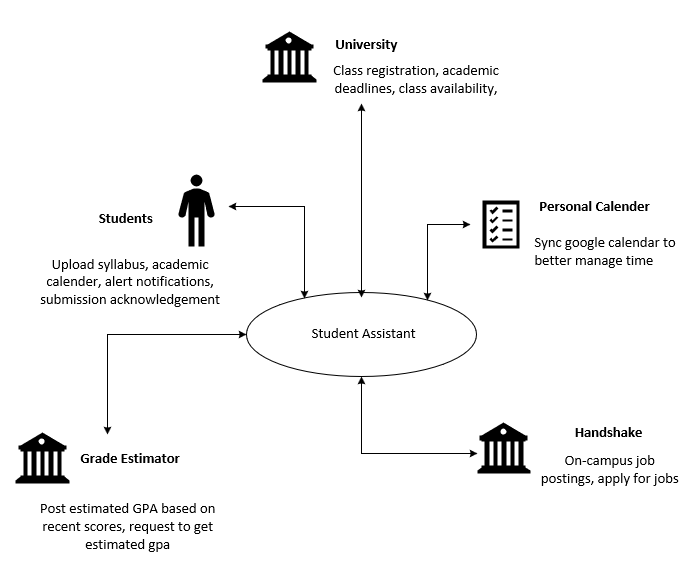 University
Class registration, academic
deadlines, class availability,
Students
Upload syllabus, academic
calender, alert notifications,
submission acknowledgement
Personal Calender
Sync google calendar to
better manage time
Student Assistant
Grade Estimator
Post estimated GPA based on
recent scores, request to get
estimated gpa
Handshake
On-campus job
postings, apply for jobs